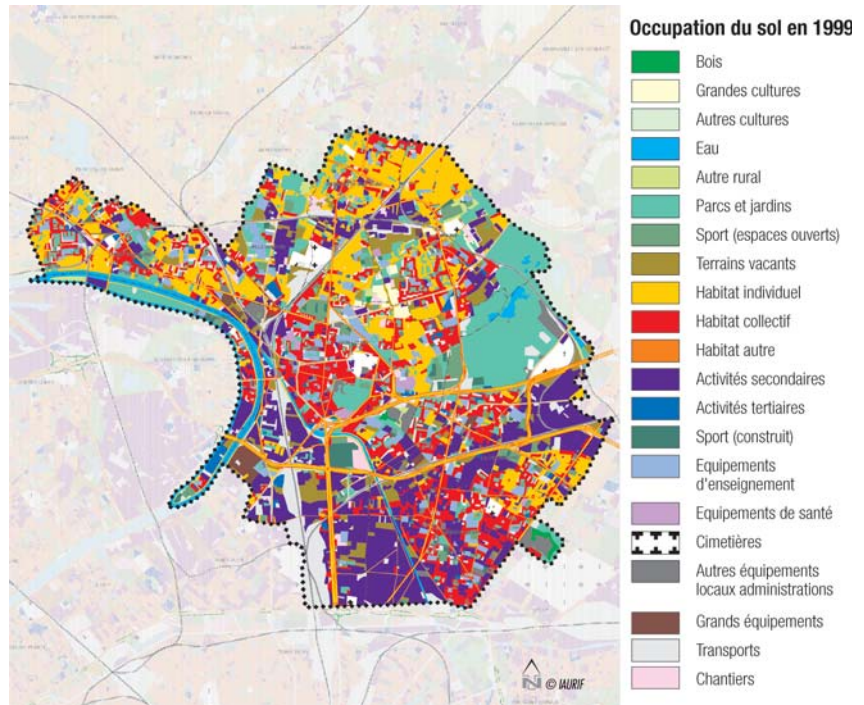 Occupation du sol en 1999
Bois
Grandes cultures
Autres cultures
Eau
Autre rural
Parcs et jardins
Sport (espaces ouverts)
Terrains vacants
Habitat individuel
Habitat collectif
Habitat autre
Activités secondaires
Activités tertiaires
Sport (construit)
Equipements
d'enseignement
Equipements de santé
Cimetières
Autres équipements
locaux administrations
Grands équipements
Transports
Chantiers
N © IAURIF